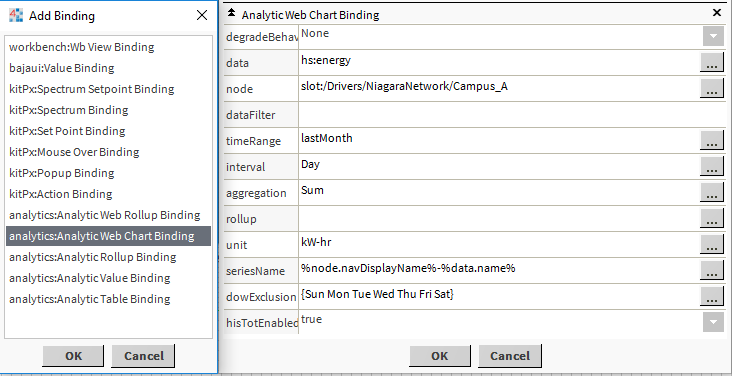 Add Binding
workbench:Wb View Binding
bajaui:Value Binding
kitPx:Spectrum Setpoint Binding
kitPx:Spectrum Binding
kitPx:Set Point Binding
kitPx:Mouse Over Binding
kitPx:Popup Binding
kitPx:Action Binding
analytics:Analytic Web Rollup Binding
analytics:Analytic Web Chart Binding
analytics:Analytic Rollup Binding
analytics:Analytic Value Binding
analytics:Analytic Table Binding
OK Cancel
Analytic Web Chart Binding
degradeBehav None
data hs:energy ...
node slot:/Drivers/NiagaraNetwork/Campus_A ...
dataFilter
timeRange lastMonth ...
interval Day ...
aggregation Sum ...
rollup ...
unit kW-hr ...
seriesName %node.navDisplayName%-%data.name% ...
dowExclusion {Sun Mon Tue Wed Thu Fri Sat} ...
hisTotEnabled true
OK Cancel